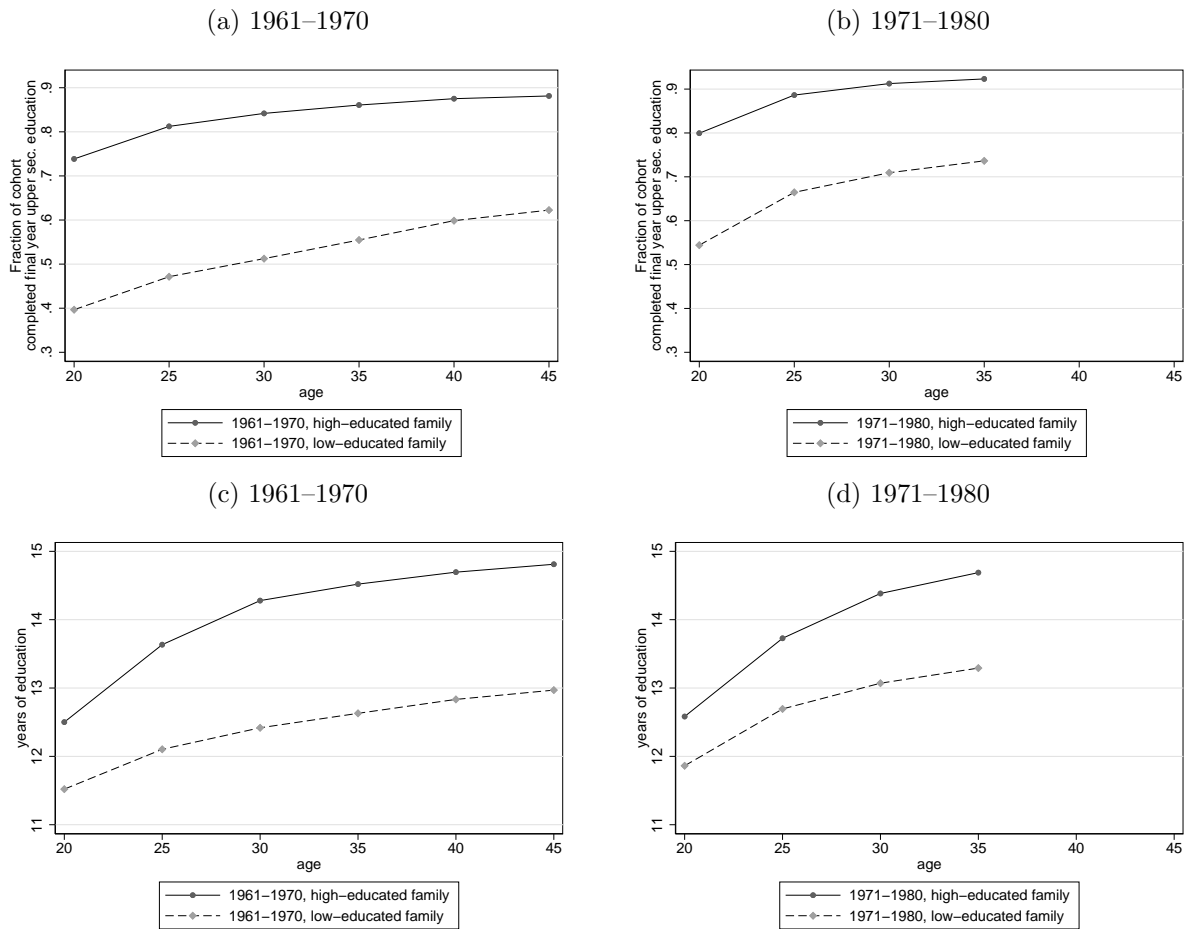 (a) 1961–1970
.9
.8
.7
.6
.5
.4
.3
Fraction of cohort
completed final year upper sec. education
20 25 30 35 40 45
age
1961−1970, high−educated family
1961−1970, low−educated family
(b) 1971–1980
.9
.8
.7
.6
.5
.4
.3
Fraction of cohort
completed final year upper sec. education
20 25 30 35 40 45
age
1971−1980, high−educated family
1971−1980, low−educated family
(c) 1961–1970
15
14
13
12
11
years of education
20 25 30 35 40 45
age
1961−1970, high−educated family
1961−1970, low−educated family
(d) 1971–1980
15
14
13
12
11
years of education
20 25 30 35 40 45
age
1971−1980, high−educated family
1971−1980, low−educated family